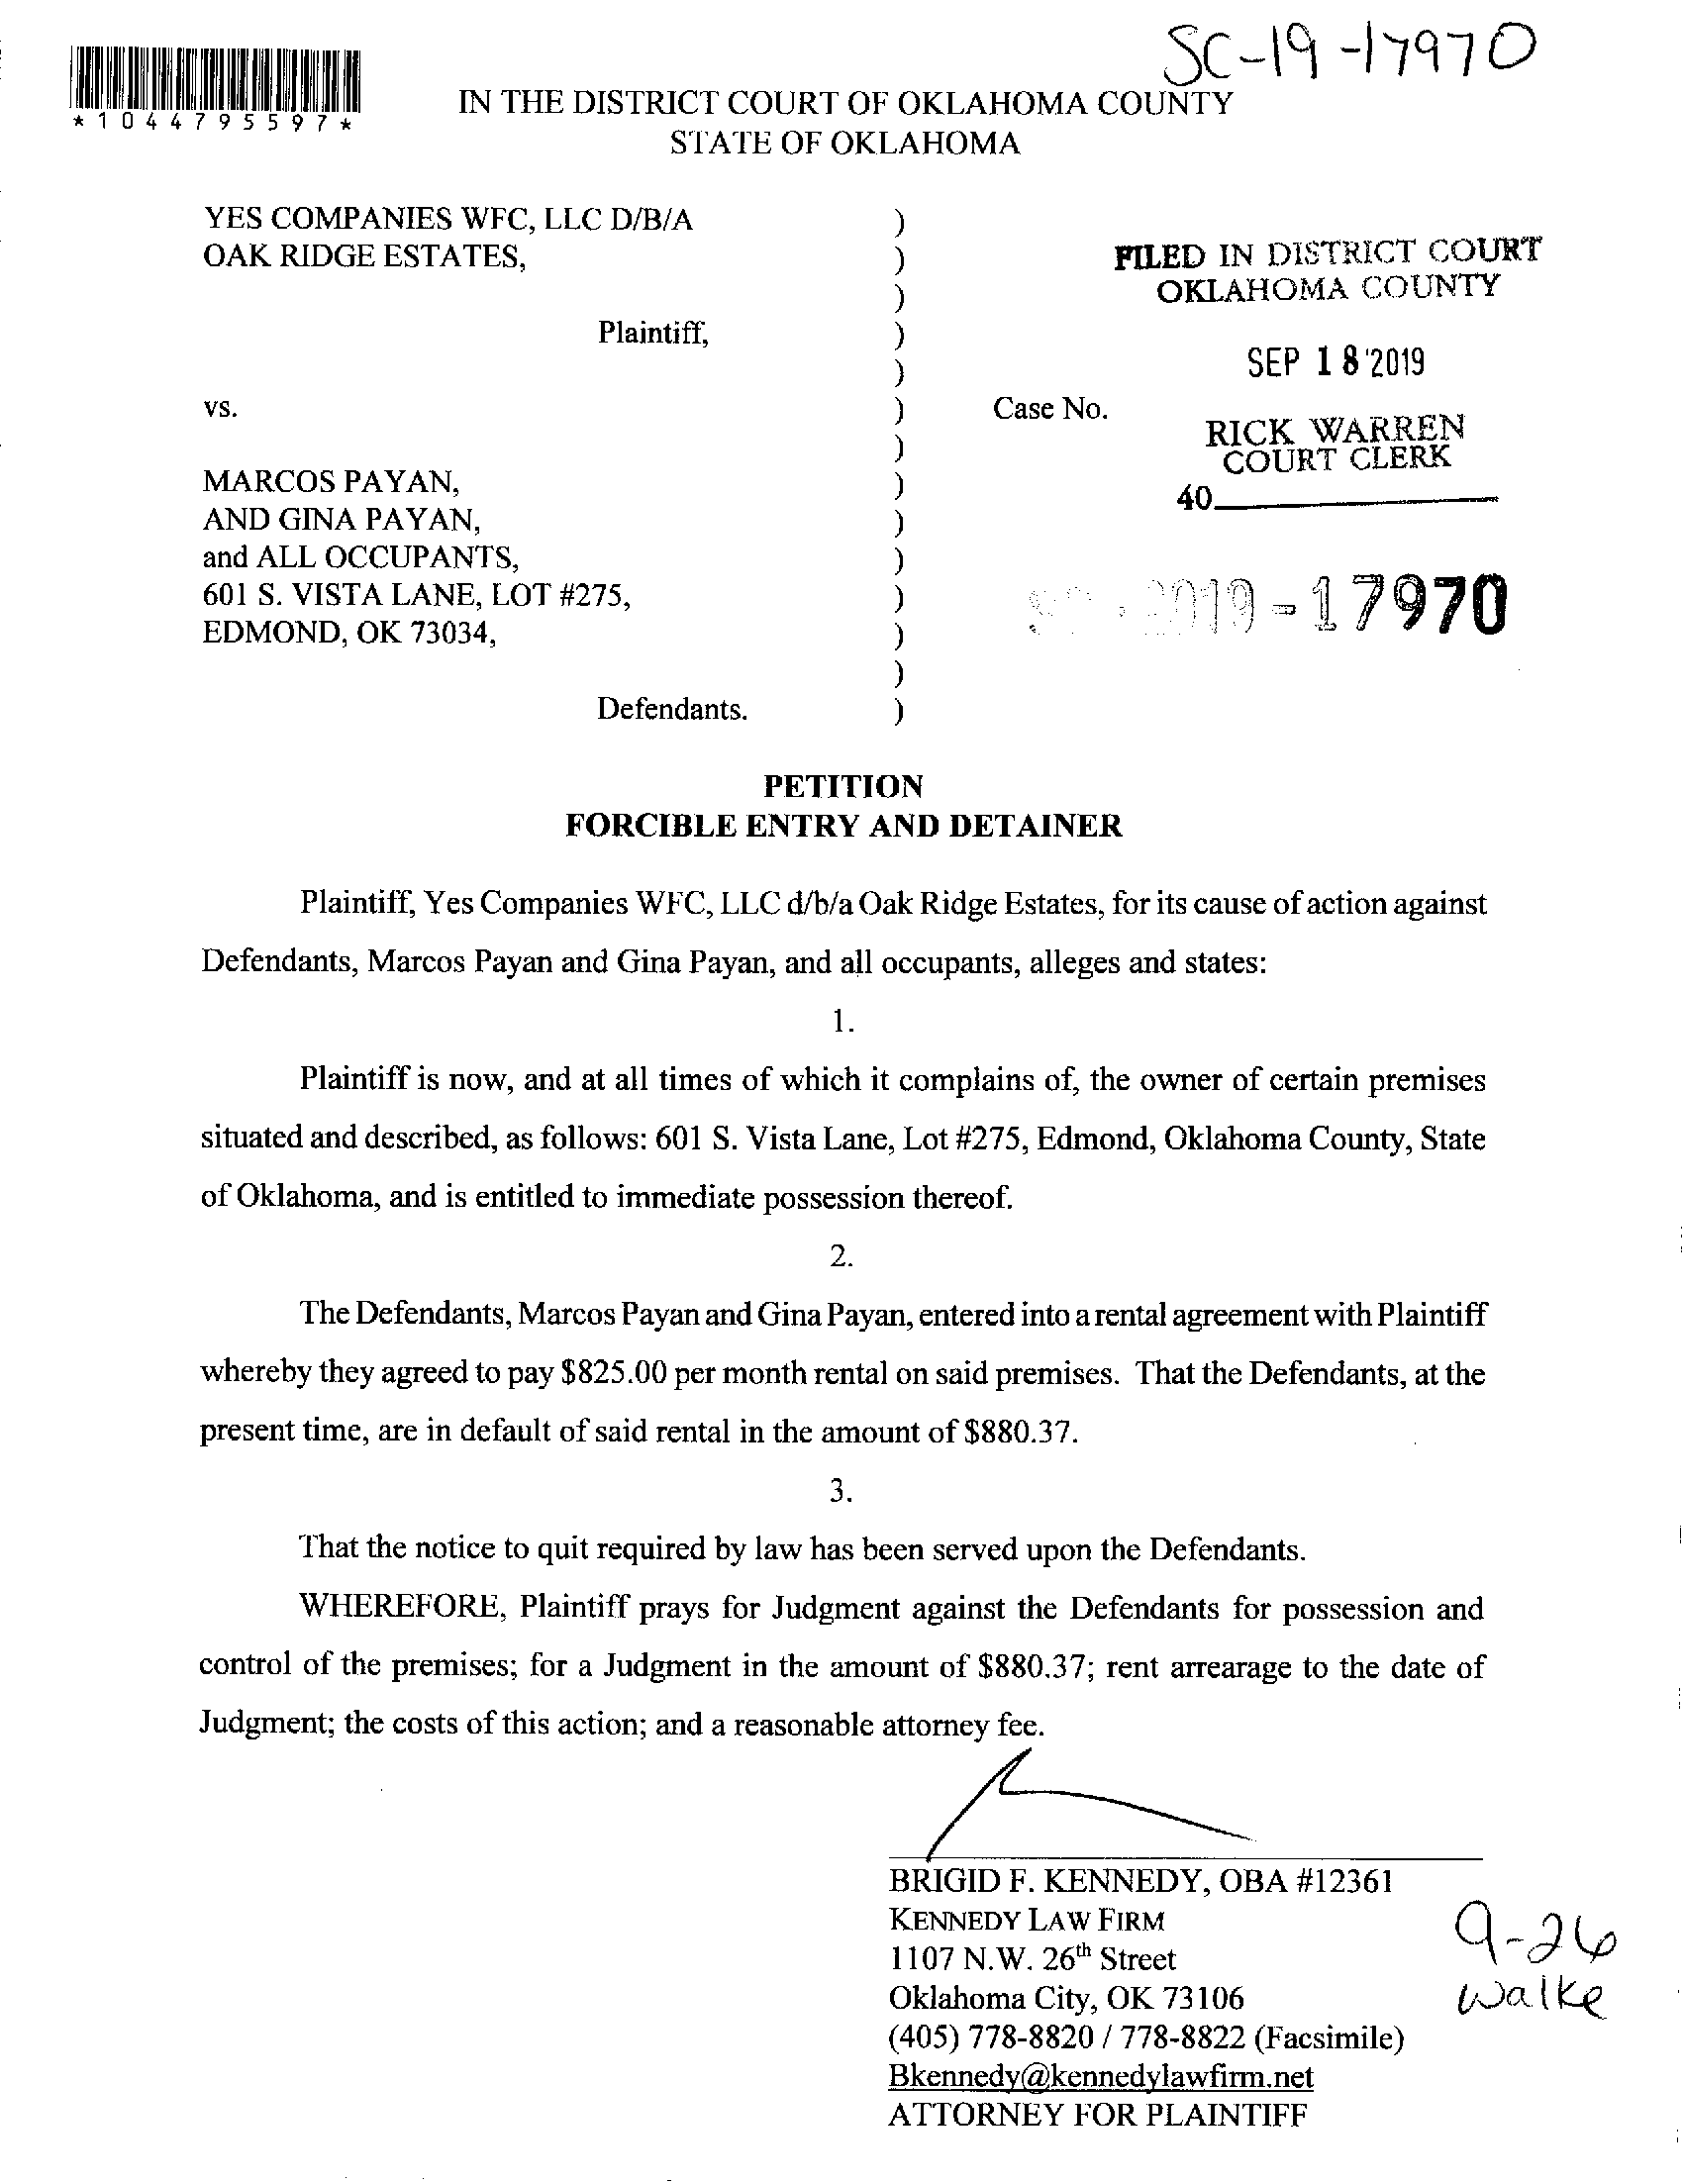 SC-19-17970
*1044795597*
IN THE DISTRICT COURT OF OKLAHOMA COUNTY
STATE OF OKLAHOMA
YES COMPANIES WFC, LLC D/B/A )
OAK RIDGE ESTATES, )
)
Plaintiff, )
)
vs. ) Case No.
)
MARCOS PAYAN, )
AND GINA PAYAN, )
and ALL OCCUPANTS, )
601 S. VISTA LANE, LOT #275, )
EDMOND, OK 73034, )
)
Defendants. )
FILED IN DISTRICT COURT
OKLAHOMA COUNTY
SEP 18 '2019
RICK WARREN
COURT CLERK
40
2019-17970
PETITION
FORCIBLE ENTRY AND DETAINER
Plaintiff, Yes Companies WFC, LLC d/b/a Oak Ridge Estates, for its cause of action against
Defendants, Marcos Payan and Gina Payan, and all occupants, alleges and states:
1.
Plaintiff is now, and at all times of which it complains of, the owner of certain premises
situated and described, as follows: 601 S. Vista Lane, Lot #275, Edmond, Oklahoma County, State
of Oklahoma, and is entitled to immediate possession thereof.
2.
The Defendants, Marcos Payan and Gina Payan, entered into a rental agreement with Plaintiff
whereby they agreed to pay $825.00 per month rental on said premises. That the Defendants, at the
present time, are in default of said rental in the amount of $880.37.
3.
That the notice to quit required by law has been served upon the Defendants.
WHEREFORE, Plaintiff prays for Judgment against the Defendants for possession and
control of the premises; for a Judgment in the amount of $880.37; rent arrearage to the date of
Judgment; the costs of this action; and a reasonable attorney fee.
BRIGID F. KENNEDY, OBA #12361
KENNEDY LAW FIRM
1107 N.W. 26th Street
Oklahoma City, OK 73106
(405) 778-8820 / 778-8822 (Facsimile)
Bkennedy@kennedylawfirm.net
ATTORNEY FOR PLAINTIFF
9-26
Walke